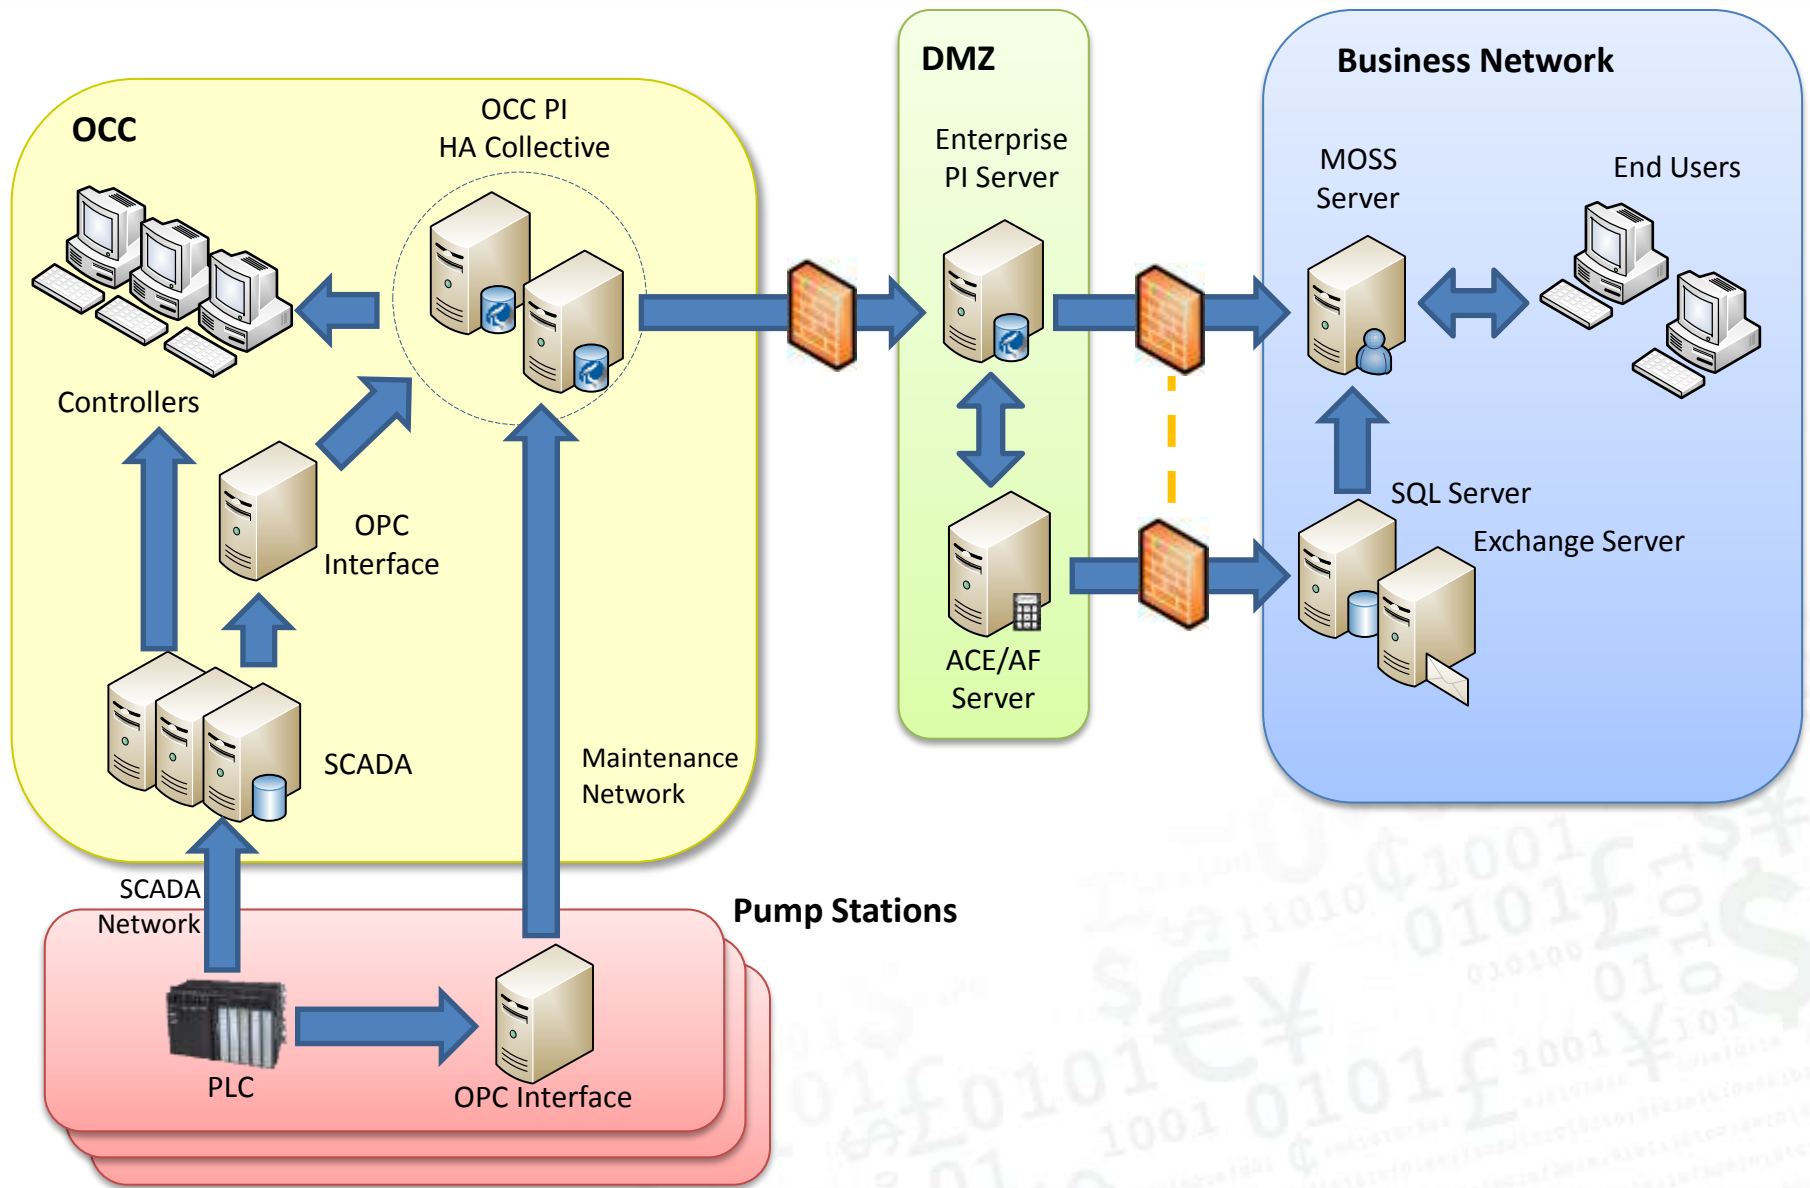 OCC
OCC PI
HA Collective
Controllers
OPC
Interface
SCADA
Maintenance
Network
SCADA
Network
Pump Stations
PLC
OPC Interface
DMZ
Enterprise
PI Server
ACE/AF
Server
Business Network
MOSS
Server
End Users
SQL Server
Exchange Server